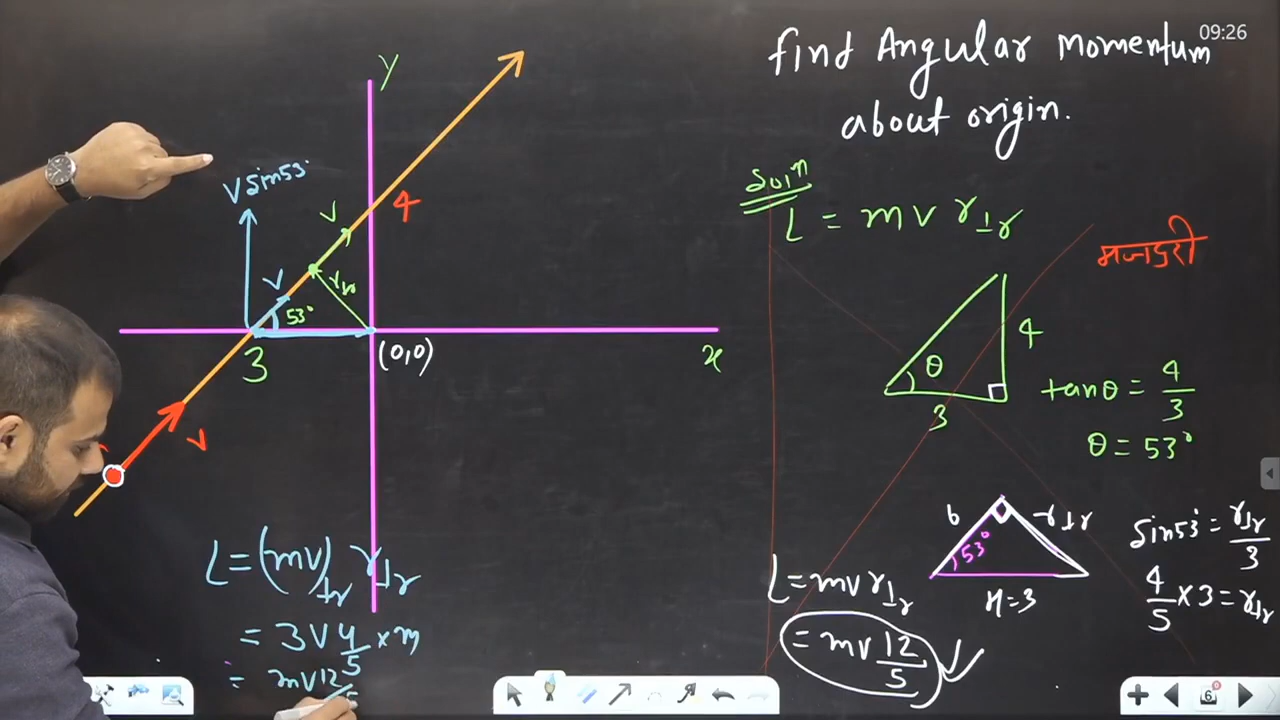 09:26
find Angular Momentum
about origin.
Solⁿ
L = m v r⊥r
मजदूरी
θ
4
3
tanθ = 4/3
θ = 53°
b
r⊥r
53°
H=3
Sin53° = r⊥r/3
4/5 × 3 = r⊥r
L = mv r⊥r
= mv 12/5
y
x
4
V Sin53°
V
V
r⊥r
53°
3
(0,0)
V
L = (mv)⊥r r⊥r
= 3 V 4/5 × m
= mv 12/5
6